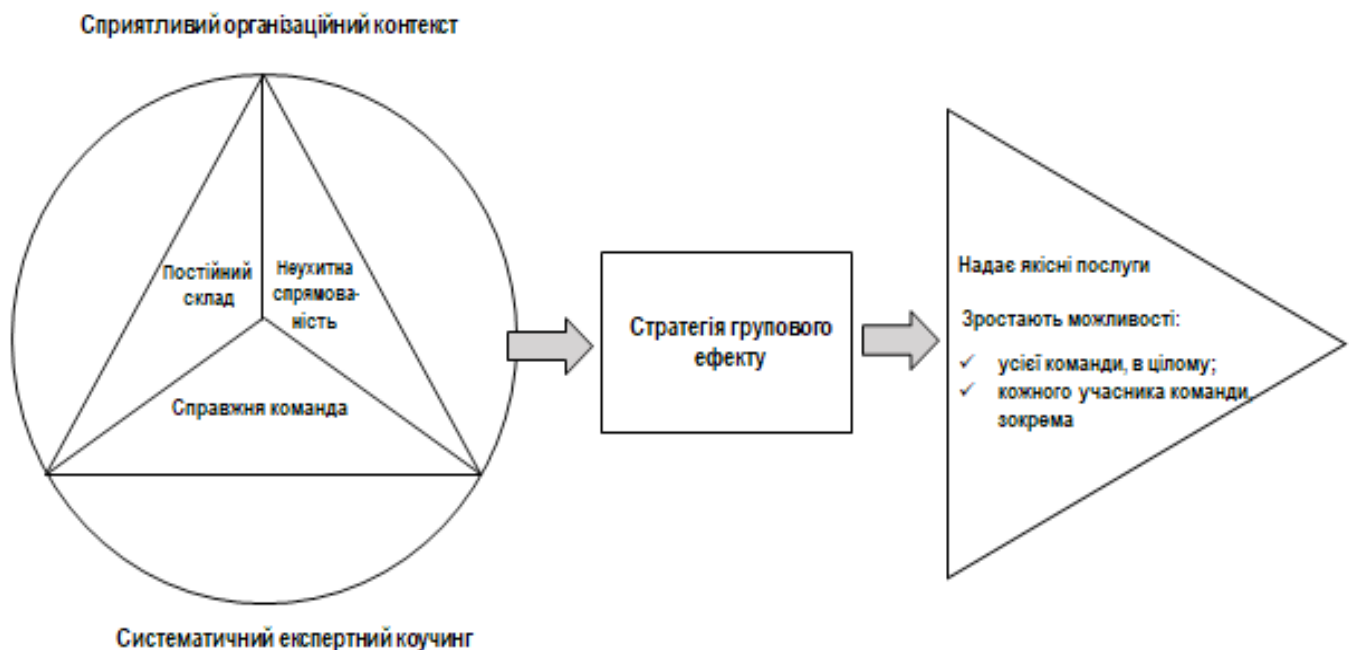 Сприятливий організаційний контекст
Постійний
склад
Неухитна
спрямова-
ність
Справжня команда
Систематичний експертний коучинг
Стратегія групового
ефекту
Надає якісні послуги
Зростають можливості:
✓ усієї команди, в цілому;
✓ кожного учасника команди,
зокрема